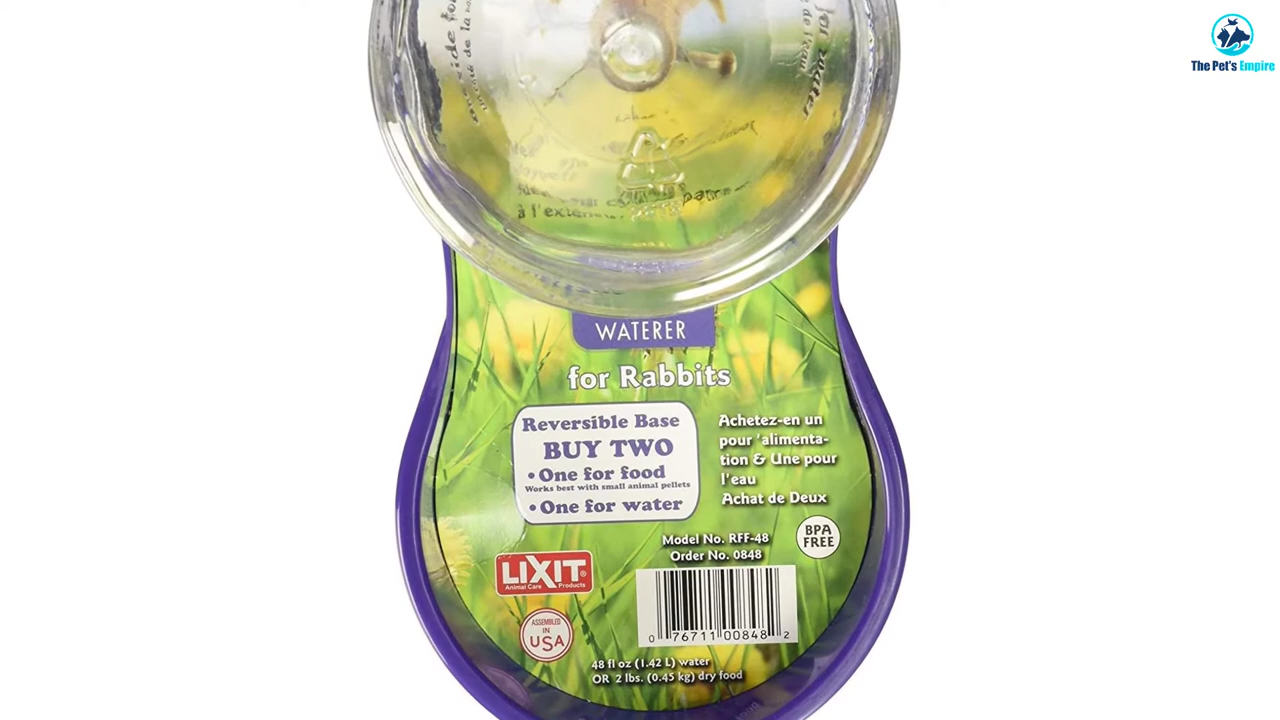 The Pet's Empire
à l'extérieur
WATERER
for Rabbits
Reversible Base
BUY TWO
• One for food
Works best with small animal pellets
• One for water
Achetez-en un
pour 'alimenta-
tion & Une pour
l'eau
Achat de Deux
Model No. RFF-48
Order No. 0848
BPA
FREE
LIXIT®
Animal Care Products
ASSEMBLED
IN
USA
0 76711 00848 2
48 fl oz (1.42 L) water
OR 2 lbs. (0.45 kg) dry food